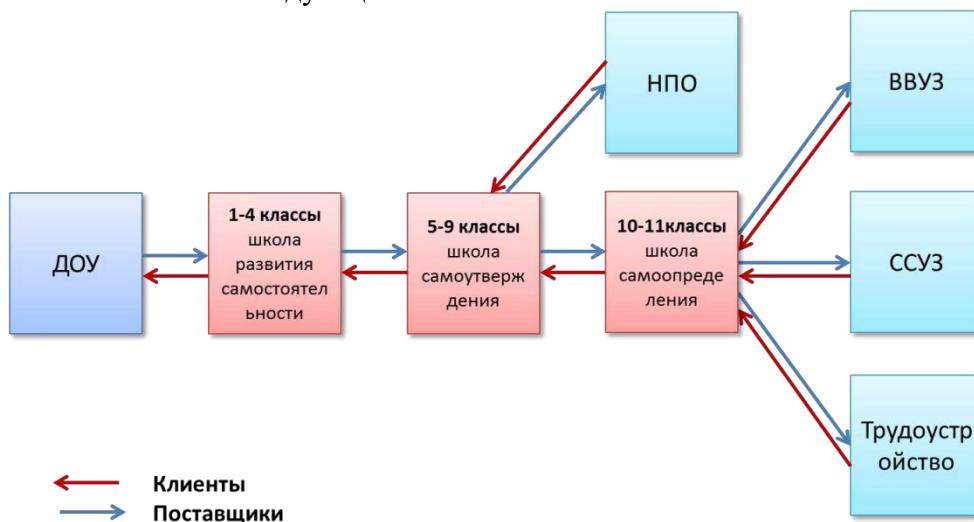 НПО
ВВУЗ
ДОУ
1-4 классы
школа
развития
самостоятел
ьности
5-9 классы
школа
самоутверж
дения
10-11классы
школа
самоопреде
ления
ССУЗ
Трудоустр
ойство
Клиенты
Поставщики